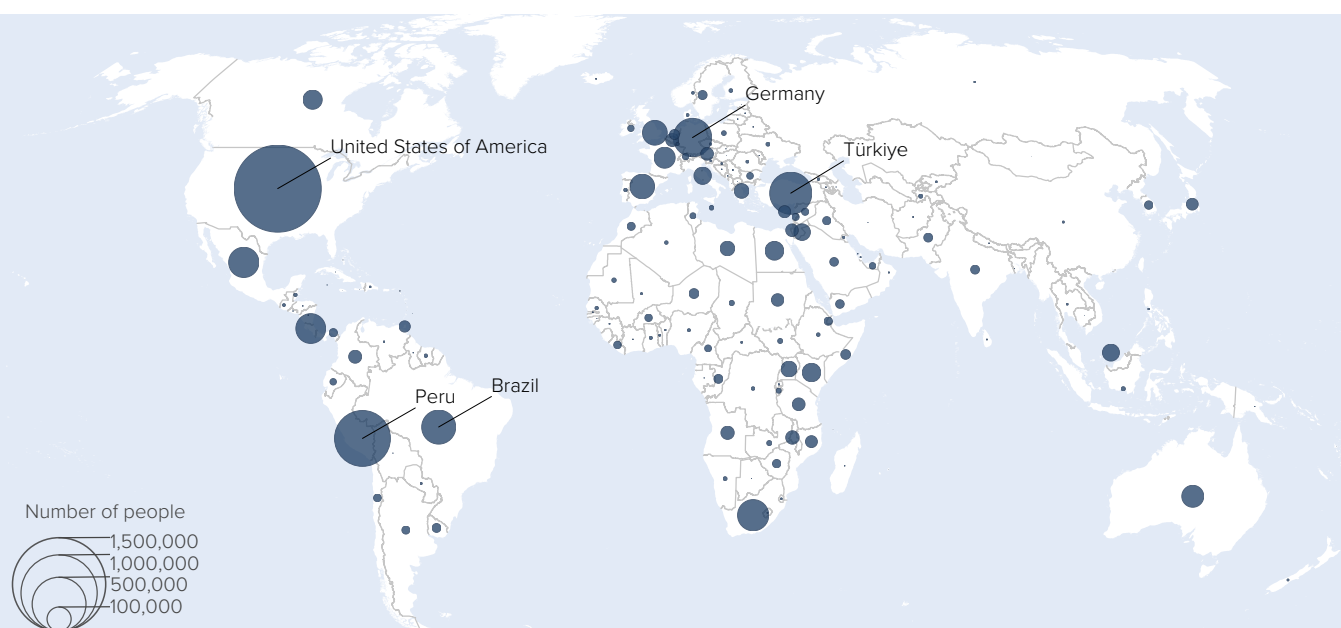 Germany
United States of America
Türkiye
Brazil
Peru
Number of people
1,500,000
1,000,000
500,000
100,000